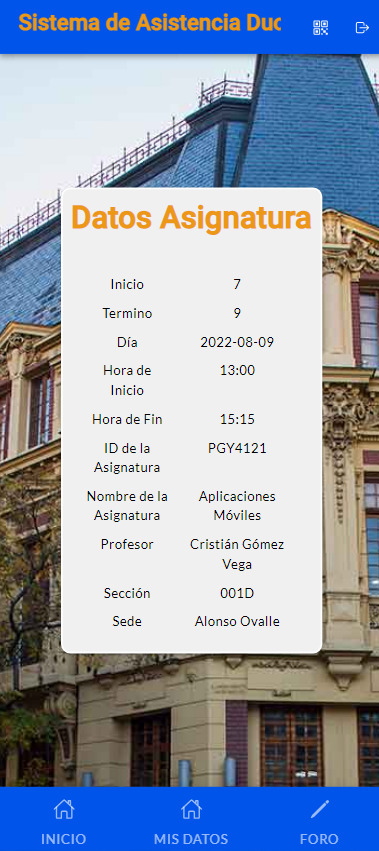 Sistema de Asistencia Duo
Datos Asignatura
Inicio 7
Termino 9
Día 2022-08-09
Hora de 13:00
Inicio
Hora de Fin 15:15
ID de la PGY4121
Asignatura
Nombre de la Aplicaciones
Asignatura Móviles
Profesor Cristián Gómez
Vega
Sección 001D
Sede Alonso Ovalle
INICIO MIS DATOS FORO